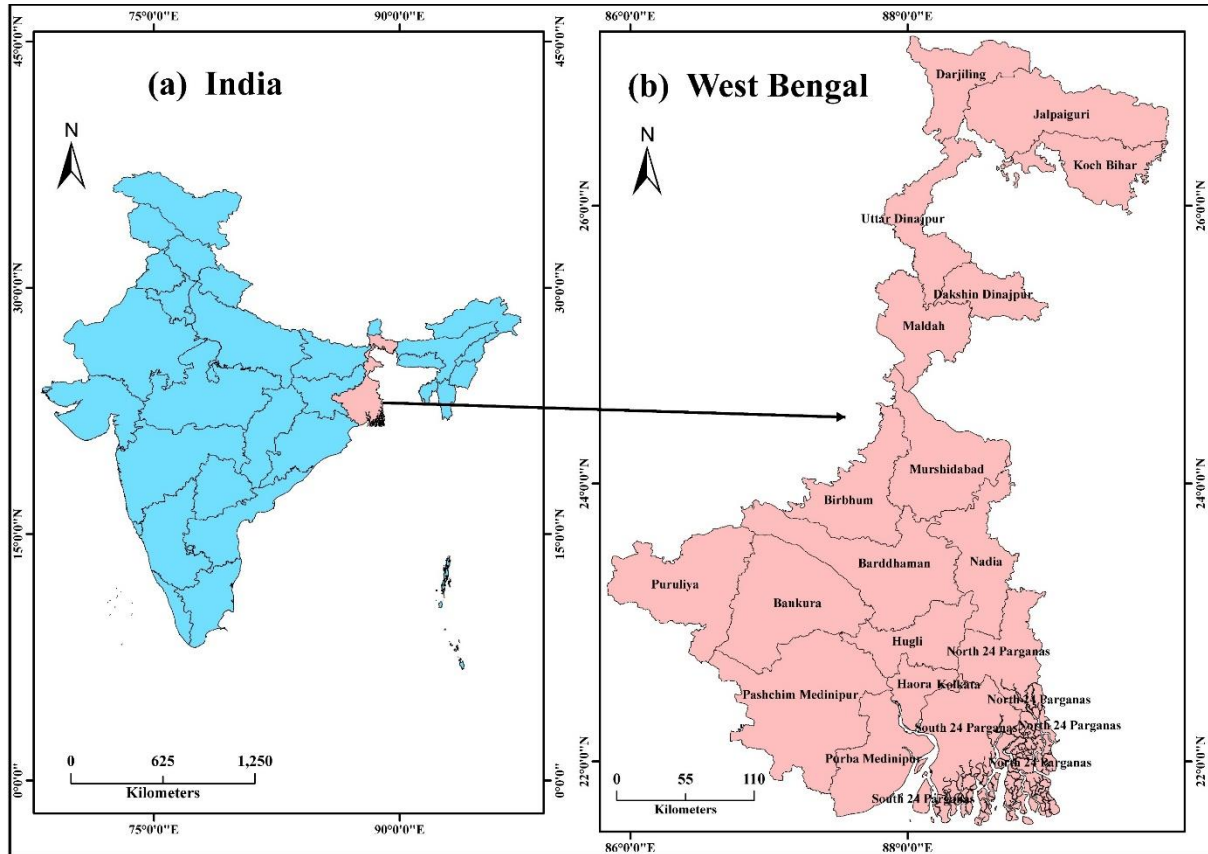 75°0'0"E
90°0'0"E
86°0'0"E
88°0'0"E
45°0'0"N
45°0'0"N
(a) India
(b) West Bengal
N
N
Darjiling
Jalpaiguri
Koch Bihar
26°0'0"N
26°0'0"N
Uttar Dinajpur
30°0'0"N
30°0'0"N
Dakshin Dinajpur
Maldah
Murshidabad
24°0'0"N
24°0'0"N
Birbhum
15°0'0"N
15°0'0"N
Barddhaman
Nadia
Puruliya
Bankura
Hugli
North 24 Parganas
Haora
Kolkata
Pashchim Medinipur
North 24 Parganas
South 24 Parganas
North 24 Parganas
Purba Medinipur
North 24 Parganas
22°0'0"N
22°0'0"N
South 24 Parganas
0 625 1,250
Kilometers
0 55 110
Kilometers
0°0'0"
0°0'0"
75°0'0"E
90°0'0"E
86°0'0"E
88°0'0"E